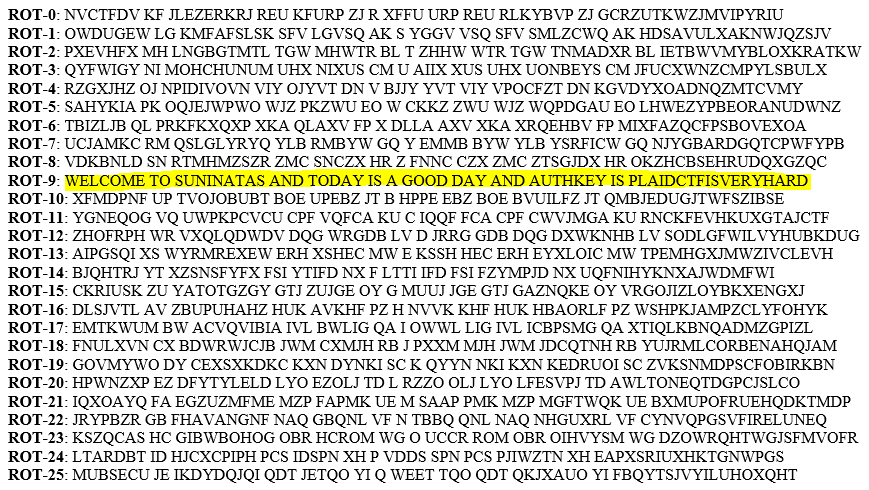 ROT-0: NVCTFDV KF JLEZERKRJ REU KFURP ZJ R XFFU URP REU RLKYBVP ZJ GCRZUTKWZJMVIPYRIU
ROT-1: OWDUGEW LG KMFAFSLSK SFV LGVSQ AK S YGGV VSQ SFV SMLZCWQ AK HDSAVULXAKNWJQZSJV
ROT-2: PXEVHFX MH LNGBGTMTL TGW MHWTR BL T ZHHW WTR TGW TNMADXR BL IETBWVMYBLOXKRATKW
ROT-3: QYFWIGY NI MOHCHUNUM UHX NIXUS CM U AIIX XUS UHX UONBEYS CM JFUCXWNZCMPYLSBULX
ROT-4: RZGXJHZ OJ NPIDIVOVN VIY OJYVT DN V BJJY YVT VIY VPOCFZT DN KGVDYXOADNQZMTCVMY
ROT-5: SAHYKIA PK OQJEJWPWO WJZ PKZWU EO W CKKZ ZWU WJZ WQPDGAU EO LHWEZYPBEORANUDWNZ
ROT-6: TBIZLJB QL PRKFKXQXP XKA QLAXV FP X DLLA AXV XKA XRQEHBV FP MIXFAZQCFPSBOVEXOA
ROT-7: UCJAMKC RM QSLGLYRYQ YLB RMBYW GQ Y EMMB BYW YLB YSRFICW GQ NJYGBARDGQTCPWFYPB
ROT-8: VDKBNLD SN RTMHMZSZR ZMC SNCZX HR Z FNNC CZX ZMC ZTSGJDX HR OKZHCBSEHRUDQXGZQC
ROT-9: WELCOME TO SUNINATAS AND TODAY IS A GOOD DAY AND AUTHKEY IS PLAIDCTFISVERYHARD
ROT-10: XFMDPNF UP TVOJOBUBT BOE UPEBZ JT B HPPE EBZ BOE BVUILFZ JT QMBJEDUGJTWFSZIBSE
ROT-11: YGNEQOG VQ UWPKPCVCU CPF VQFCA KU C IQQF FCA CPF CWVJMGA KU RNCKFEVHKUXGTAJCTF
ROT-12: ZHOFRPH WR VXQLQDWDV DQG WRGDB LV D JRRG GDB DQG DXWKNHB LV SODLGFWILVYHUBKDUG
ROT-13: AIPGSQI XS WYRMREXEW ERH XSHEC MW E KSSH HEC ERH EYXLOIC MW TPEMHGXJMWZIVCLEVH
ROT-14: BJQHTRJ YT XZSNSFYFX FSI YTIFD NX F LTTI IFD FSI FZYMPJD NX UQFNIHYKNXAJWDMFWI
ROT-15: CKRIUSK ZU YATOTGZGY GTJ ZUJGE OY G MUUJ JGE GTJ GAZNQKE OY VRGOJIZLOYBKXENGXJ
ROT-16: DLSJVTL AV ZBUPUHAHZ HUK AVKHF PZ H NVVK KHF HUK HBAORLF PZ WSHPKJAMPZCLYFOHYK
ROT-17: EMTKWUM BW ACVQVIBIA IVL BWLIG QA I OWWL LIG IVL ICBPSMG QA XTIQLKBNQADMZGPIZL
ROT-18: FNULXVN CX BDWRWJCJB JWM CXMJH RB J PXXM MJH JWM JDCQTNH RB YUJRMLCORBENAHQJAM
ROT-19: GOVMYWO DY CEXSXKDKC KXN DYNKI SC K QYYN NKI KXN KEDRUOI SC ZVKSNMDPSCFOBIRKBN
ROT-20: HPWNZXP EZ DFYTYLELD LYO EZOLJ TD L RZZO OLJ LYO LFESVPJ TD AWLTONEQTDGPCJSLCO
ROT-21: IQXOAYQ FA EGZUZMFME MZP FAPMK UE M SAAP PMK MZP MGFTWQK UE BXMUPOFRUEHQDKTMDP
ROT-22: JRYPBZR GB FHAVANGNF NAQ GBQNL VF N TBBQ QNL NAQ NHGUXRL VF CYNVQPGSVFIRELUNEQ
ROT-23: KSZQCAS HC GIBWBOHOG OBR HCROM WG O UCCR ROM OBR OIHVYSM WG DZOWRQHTWGJSFMVOFR
ROT-24: LTARDBT ID HJCXCPIPH PCS IDSPN XH P VDDS SPN PCS PJIWZTN XH EAPXSRIUXHKTGNWPGS
ROT-25: MUBSECU JE IKDYDQJQI QDT JETQO YI Q WEET TQO QDT QKJXAUO YI FBQYTSJVYILUHOXQHT